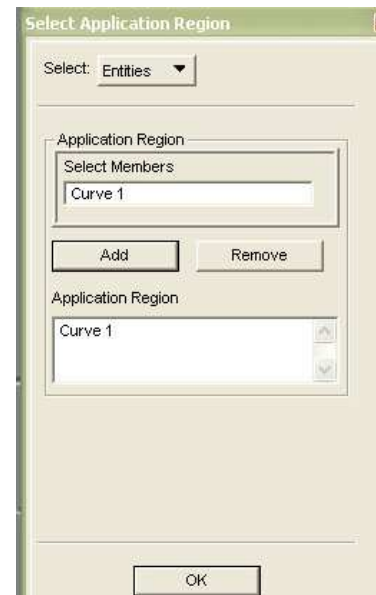 Select Application Region
Select: Entities
Application Region
Select Members
Curve 1
Add Remove
Application Region
Curve 1
OK